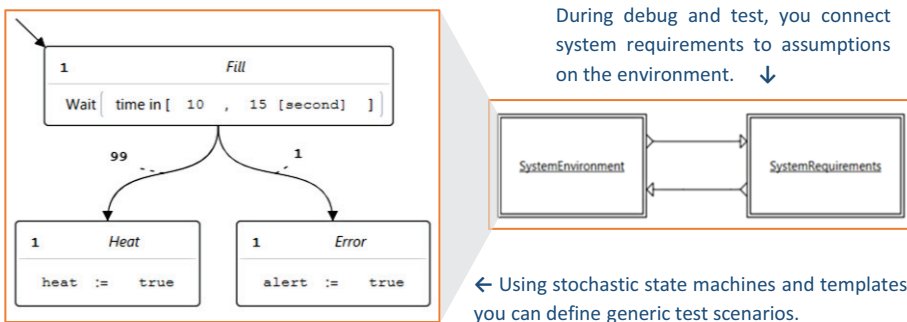 During debug and test, you connect
system requirements to assumptions
on the environment. ↓
1 Fill
Wait ( time in [ 10 , 15 [second] ] )
99 1
1 Heat
heat := true
1 Error
alert := true
SystemEnvironment
SystemRequirements
← Using stochastic state machines and templates
you can define generic test scenarios.